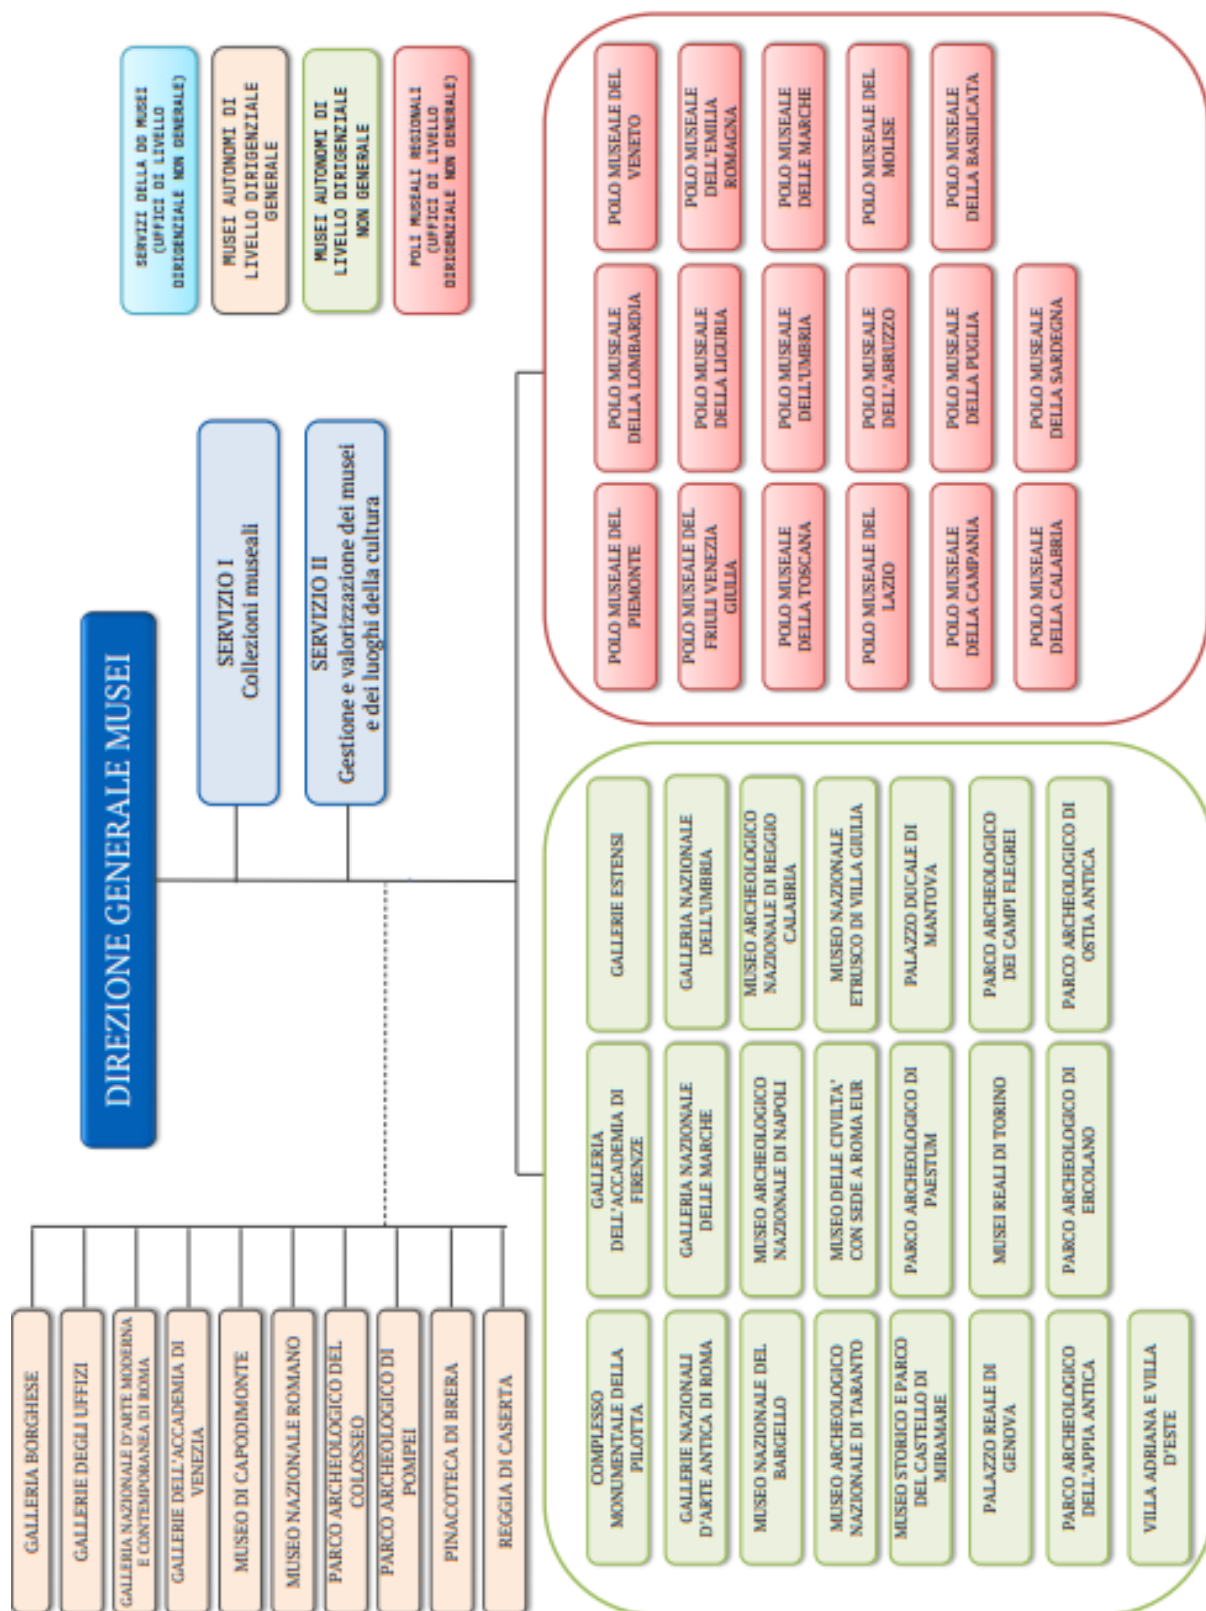 DIREZIONE GENERALE MUSEI
SERVIZI DELLA DG MUSEI
(UFFICI DI LIVELLO
DIRIGENZIALE NON GENERALE)
MUSEI AUTONOMI DI
LIVELLO DIRIGENZIALE
GENERALE
MUSEI AUTONOMI DI
LIVELLO DIRIGENZIALE
NON GENERALE
POLI MUSEALI REGIONALI
(UFFICI DI LIVELLO
DIRIGENZIALE NON GENERALE)
SERVIZIO I
Collezioni museali
SERVIZIO II
Gestione e valorizzazione dei musei
e dei luoghi della cultura
GALLERIA BORGHESE
GALLERIE DEGLI UFFIZI
GALLERIA NAZIONALE D'ARTE MODERNA
E CONTEMPORANEA DI ROMA
GALLERIE DELL'ACCADEMIA DI
VENEZIA
MUSEO DI CAPODIMONTE
MUSEO NAZIONALE ROMANO
PARCO ARCHEOLOGICO DEL
COLOSSEO
PARCO ARCHEOLOGICO DI
POMPEI
PINACOTECA DI BRERA
REGGIA DI CASERTA
COMPLESSO
MONUMENTALE DELLA
PILOTTA
GALLERIA
DELL'ACCADEMIA DI
FIRENZE
GALLERIE ESTENSI
GALLERIE NAZIONALI
D'ARTE ANTICA DI ROMA
GALLERIA NAZIONALE
DELLE MARCHE
GALLERIA NAZIONALE
DELL'UMBRIA
MUSEO NAZIONALE DEL
BARGELLO
MUSEO ARCHEOLOGICO
NAZIONALE DI NAPOLI
MUSEO ARCHEOLOGICO
NAZIONALE DI REGGIO
CALABRIA
MUSEO ARCHEOLOGICO
NAZIONALE DI TARANTO
MUSEO DELLE CIVILTA'
CON SEDE A ROMA EUR
MUSEO NAZIONALE
ETRUSCO DI VILLA GIULIA
MUSEO STORICO E PARCO
DEL CASTELLO DI
MIRAMARE
PARCO ARCHEOLOGICO DI
PAESTUM
PALAZZO DUCALE DI
MANTOVA
PALAZZO REALE DI
GENOVA
MUSEI REALI DI TORINO
PARCO ARCHEOLOGICO
DEI CAMPI FLEGREI
PARCO ARCHEOLOGICO
DELL'APPIA ANTICA
PARCO ARCHEOLOGICO DI
ERCOLANO
PARCO ARCHEOLOGICO DI
OSTIA ANTICA
VILLA ADRIANA E VILLA
D'ESTE
POLO MUSEALE DEL
PIEMONTE
POLO MUSEALE
DELLA LOMBARDIA
POLO MUSEALE DEL
VENETO
POLO MUSEALE DEL
FRIULI VENEZIA
GIULIA
POLO MUSEALE
DELLA LIGURIA
POLO MUSEALE
DELL'EMILIA
ROMAGNA
POLO MUSEALE
DELLA TOSCANA
POLO MUSEALE
DELL'UMBRIA
POLO MUSEALE
DELLE MARCHE
POLO MUSEALE DEL
LAZIO
POLO MUSEALE
DELL'ABRUZZO
POLO MUSEALE DEL
MOLISE
POLO MUSEALE
DELLA CAMPANIA
POLO MUSEALE
DELLA PUGLIA
POLO MUSEALE
DELLA BASILICATA
POLO MUSEALE
DELLA CALABRIA
POLO MUSEALE
DELLA SARDEGNA